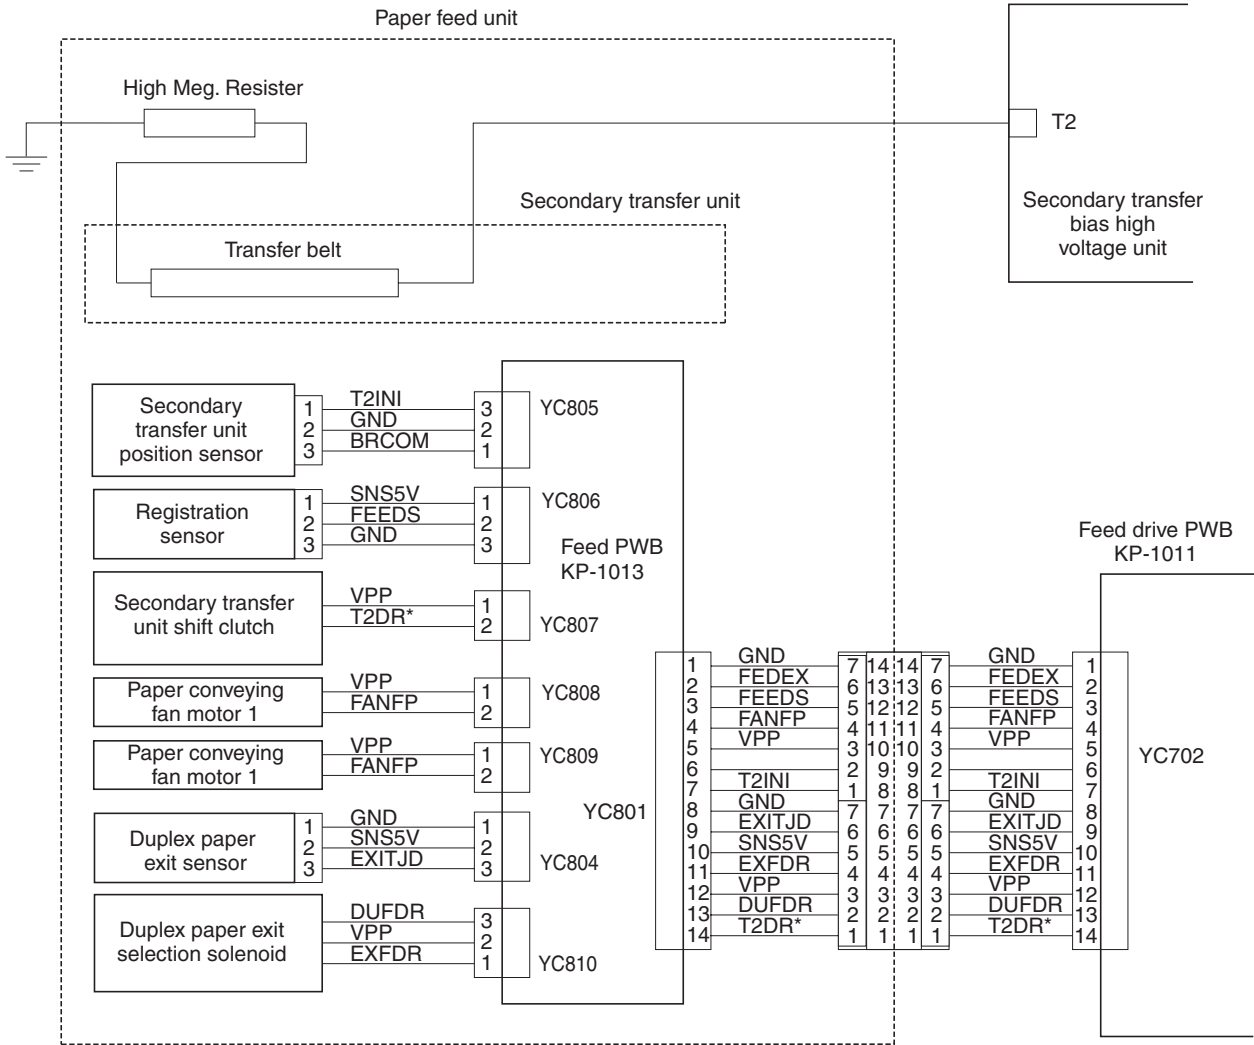 Paper feed unit
High Meg. Resister
T2
Secondary transfer unit
Secondary transfer
bias high
voltage unit
Transfer belt
Secondary
transfer unit
position sensor
1 T2INI 3
2 GND 2
3 BRCOM 1
YC805
Registration
sensor
1 SNS5V 1
2 FEEDS 2
3 GND 3
YC806
Feed PWB
KP-1013
Feed drive PWB
KP-1011
Secondary transfer
unit shift clutch
VPP 1
T2DR* 2
YC807
Paper conveying
fan motor 1
VPP 1
FANFP 2
YC808
Paper conveying
fan motor 1
VPP 1
FANFP 2
YC809
Duplex paper
exit sensor
1 GND 1
2 SNS5V 2
3 EXITJD 3
YC804
Duplex paper exit
selection solenoid
DUFDR 3
VPP 2
EXFDR 1
YC810
YC801
1 GND 7 14 14 7 GND 1
2 FEDEX 6 13 13 6 FEDEX 2
3 FEEDS 5 12 12 5 FEEDS 3
4 FANFP 4 11 11 4 FANFP 4
5 VPP 3 10 10 3 VPP 5
6 2 9 9 2 6
7 T2INI 1 8 8 1 T2INI 7
8 GND 7 7 7 7 GND 8
9 EXITJD 6 6 6 6 EXITJD 9
10 SNS5V 5 5 5 5 SNS5V 10
11 EXFDR 4 4 4 4 EXFDR 11
12 VPP 3 3 3 3 VPP 12
13 DUFDR 2 2 2 2 DUFDR 13
14 T2DR* 1 1 1 1 T2DR* 14
YC702